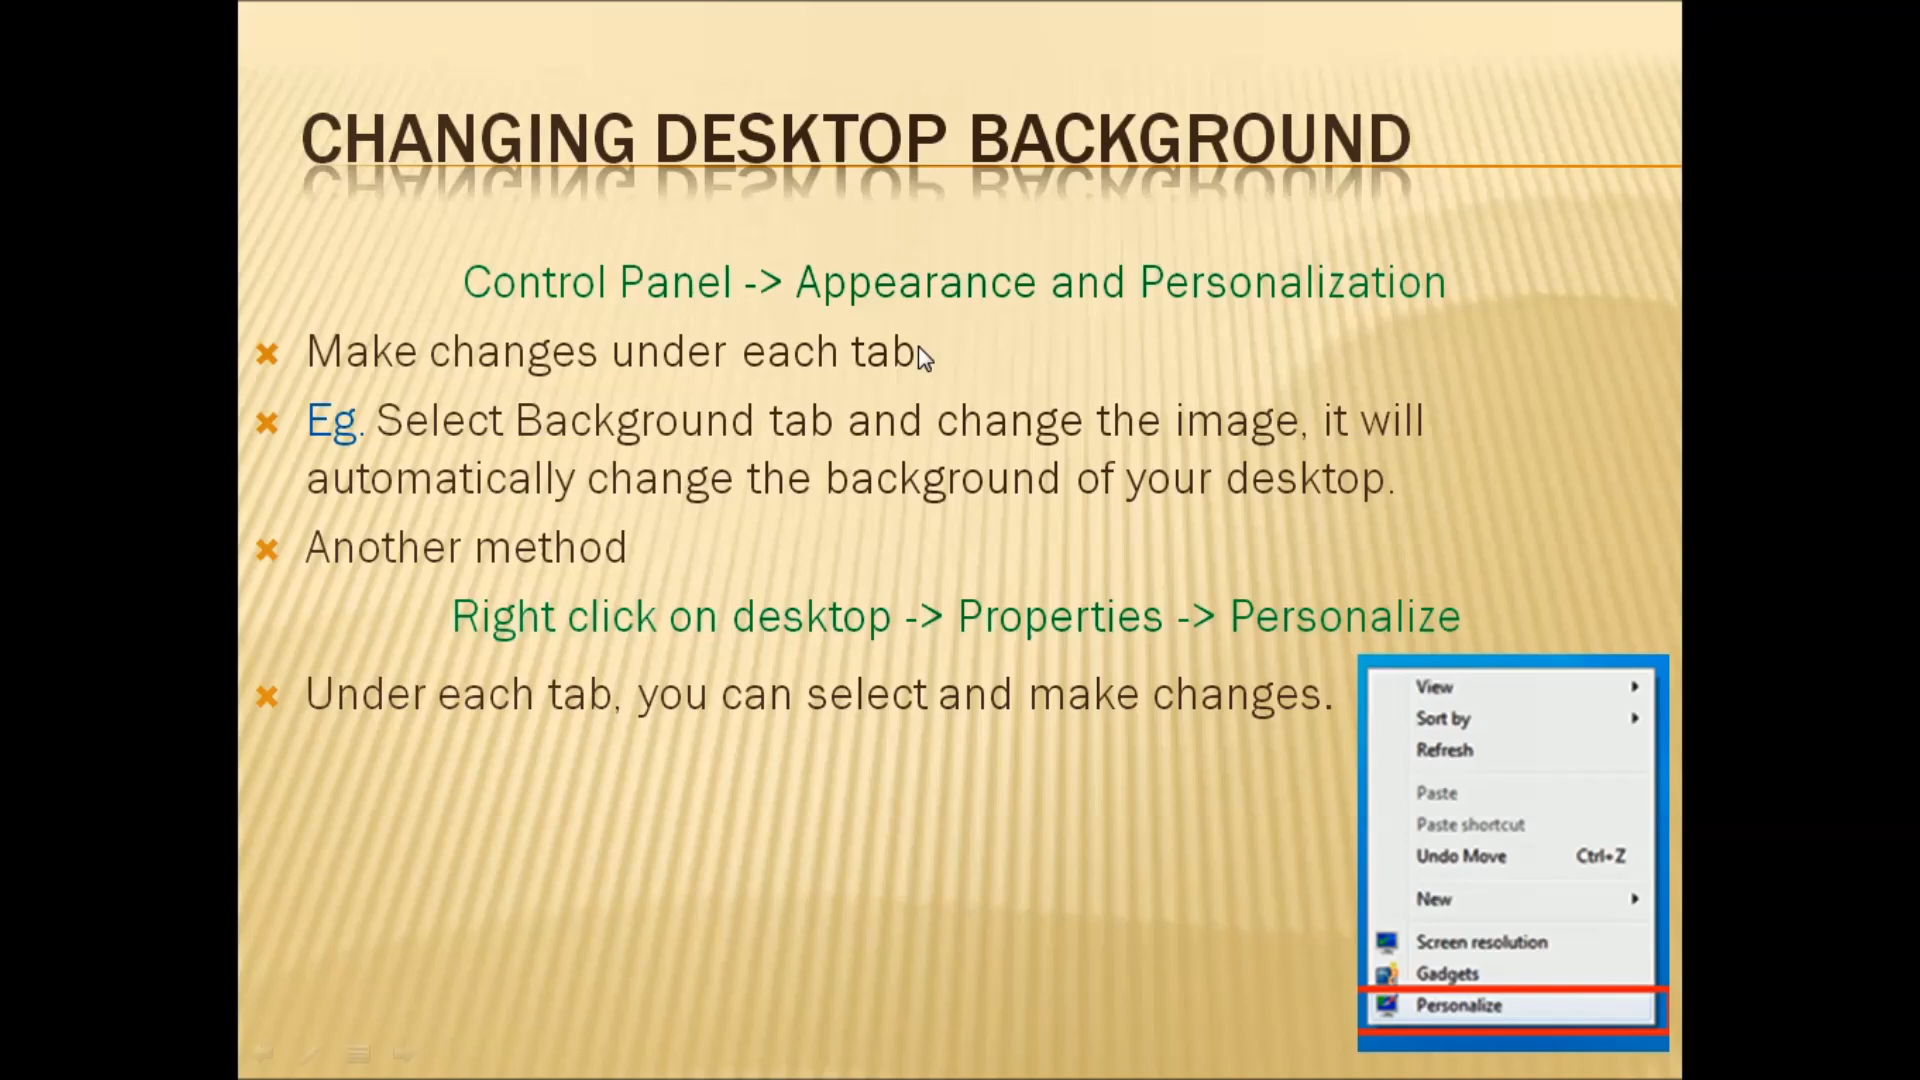 CHANGING DESKTOP BACKGROUND
Control Panel -> Appearance and Personalization
Make changes under each tab.
Eg. Select Background tab and change the image, it will
automatically change the background of your desktop.
Another method
Right click on desktop -> Properties -> Personalize
Under each tab, you can select and make changes.
View
Sort by
Refresh
Paste
Paste shortcut
Undo Move Ctrl+Z
New
Screen resolution
Gadgets
Personalize